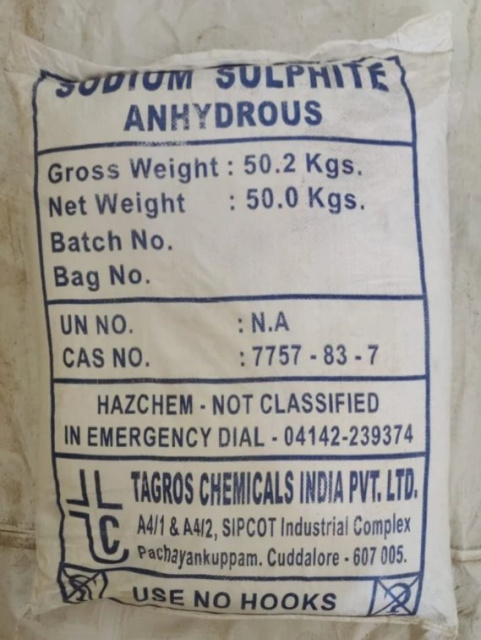 SODIUM SULPHITE
ANHYDROUS
Gross Weight : 50.2 Kgs.
Net Weight : 50.0 Kgs.
Batch No.
Bag No.
UN NO. : N.A
CAS NO. : 7757 - 83 - 7
HAZCHEM - NOT CLASSIFIED
IN EMERGENCY DIAL - 04142-239374
TAGROS CHEMICALS INDIA PVT. LTD.
A4/1 & A4/2, SIPCOT Industrial Complex
Pachayankuppam. Cuddalore - 607 005.
USE NO HOOKS